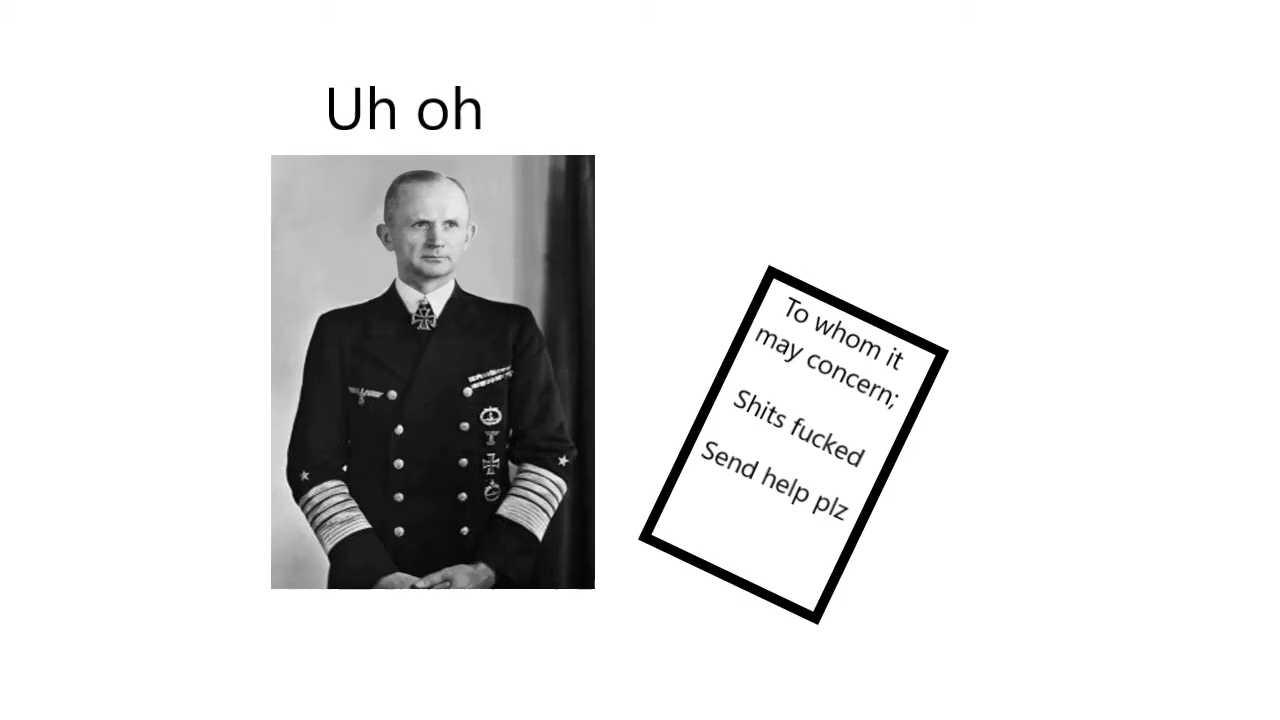 Uh oh
To whom it
may concern;
Shits fucked
Send help plz